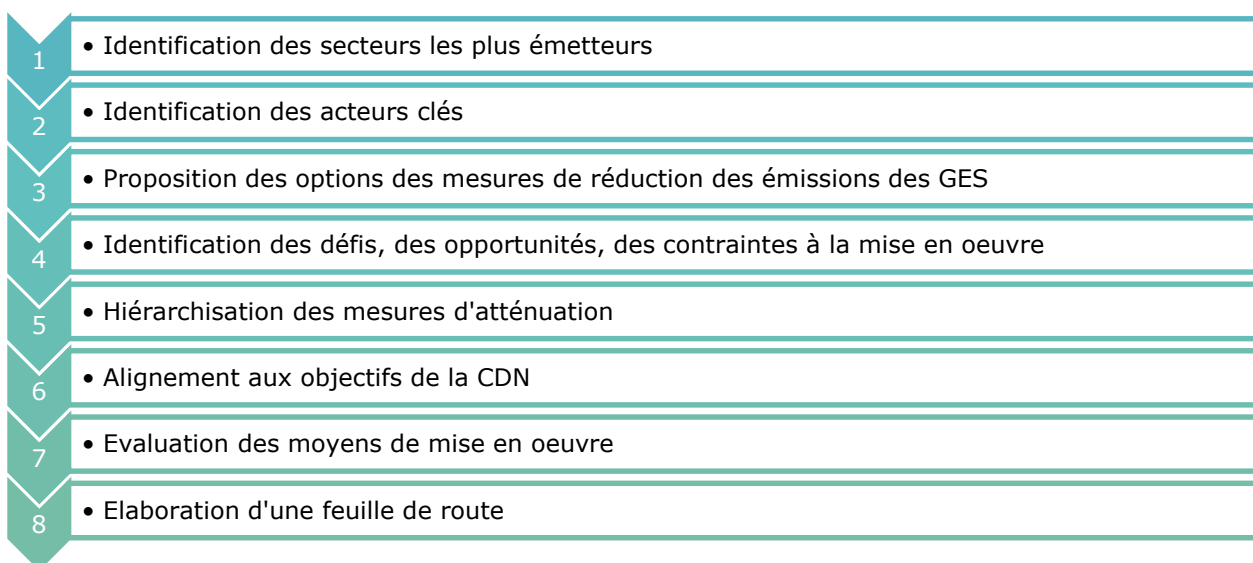 1 • Identification des secteurs les plus émetteurs
2 • Identification des acteurs clés
3 • Proposition des options des mesures de réduction des émissions des GES
4 • Identification des défis, des opportunités, des contraintes à la mise en oeuvre
5 • Hiérarchisation des mesures d'atténuation
6 • Alignement aux objectifs de la CDN
7 • Evaluation des moyens de mise en oeuvre
8 • Elaboration d'une feuille de route